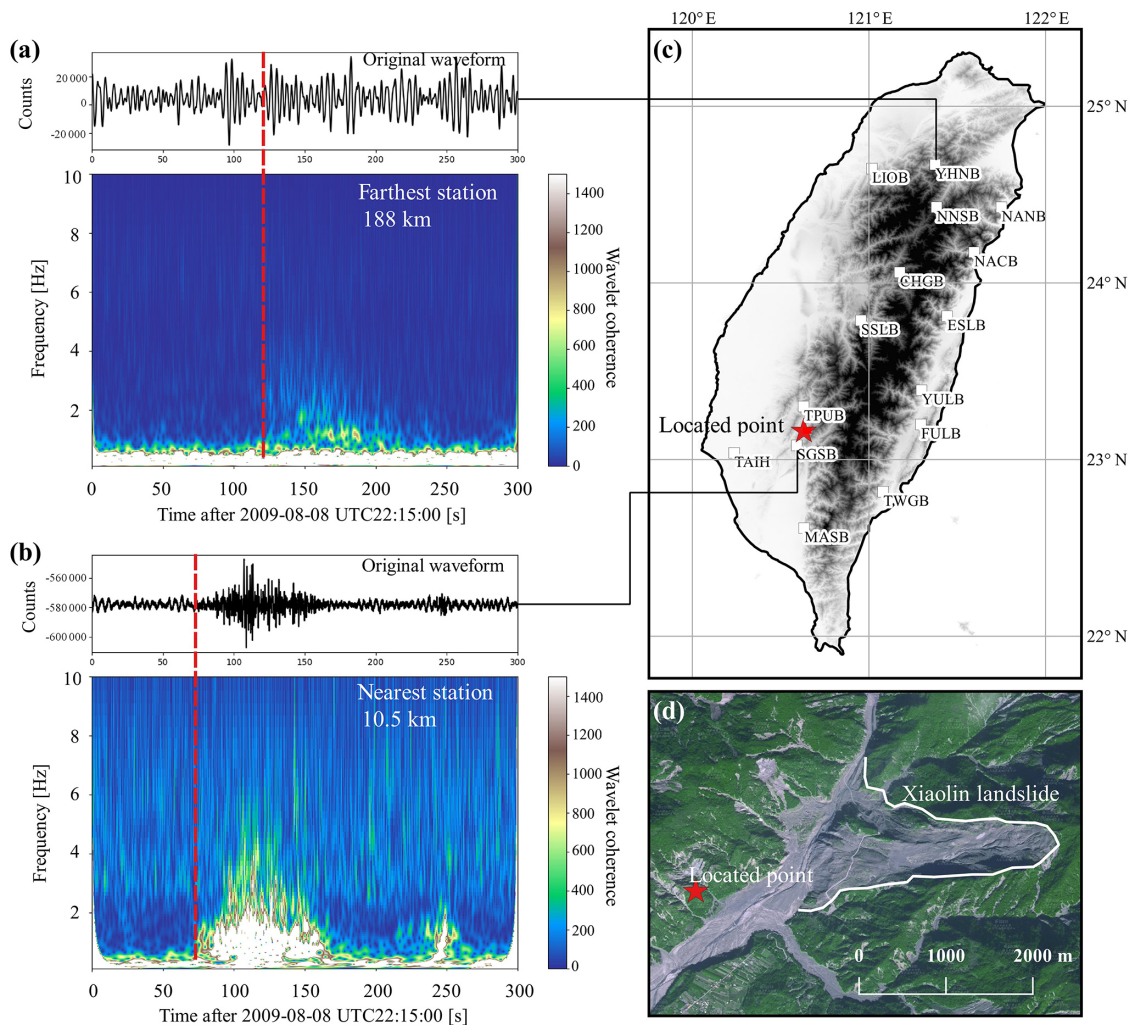 (a)
Original waveform
Counts
20 000
0
-20 000
0 50 100 150 200 250 300
Farthest station
188 km
Frequency [Hz]
10
8
6
4
2
0 50 100 150 200 250 300
Time after 2009-08-08 UTC22:15:00 [s]
1400
1200
1000
800
600
400
200
0
Wavelet coherence
(b)
Original waveform
Counts
-560 000
-580 000
-600 000
0 50 100 150 200 250 300
Nearest station
10.5 km
Frequency [Hz]
10
8
6
4
2
0 50 100 150 200 250 300
Time after 2009-08-08 UTC22:15:00 [s]
1400
1200
1000
800
600
400
200
0
Wavelet coherence
(c)
120° E 121° E 122° E
25° N
24° N
23° N
22° N
LIOB
YHNB
NNSB
NANB
NACB
CHGB
SSLB
ESLB
YULB
TPUB
Located point
FULB
SGSB
TAIH
TWGB
MASB
(d)
Xiaolin landslide
Located point
0 1000 2000 m